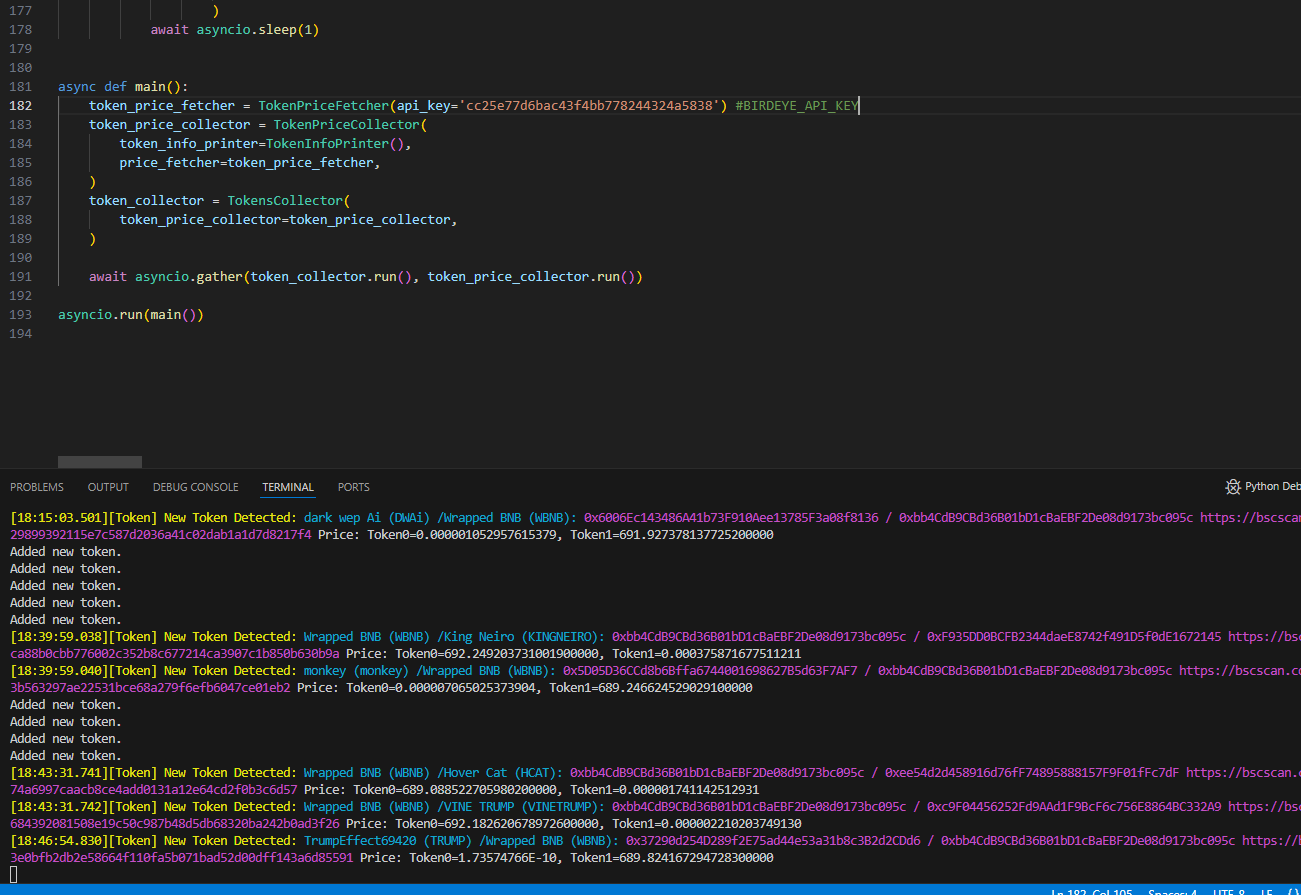 177 )
178 await asyncio.sleep(1)
179
180
181 async def main():
182 token_price_fetcher = TokenPriceFetcher(api_key='cc25e77d6bac43f4bb778244324a5838') #BIRDEYE_API_KEY
183 token_price_collector = TokenPriceCollector(
184 token_info_printer=TokenInfoPrinter(),
185 price_fetcher=token_price_fetcher,
186 )
187 token_collector = TokensCollector(
188 token_price_collector=token_price_collector,
189 )
190
191 await asyncio.gather(token_collector.run(), token_price_collector.run())
192
193 asyncio.run(main())
194
PROBLEMS OUTPUT DEBUG CONSOLE TERMINAL PORTS Python Deb
[18:15:03.501][Token] New Token Detected: dark wep Ai (DWAi) /Wrapped BNB (WBNB): 0x6006Ec143486A41b73F910Aee13785F3a08f8136 / 0xbb4CdB9CBd36B01bD1cBaEBF2De08d9173bc095c https://bscscan
29899392115e7c587d2036a41c02dab1a1d7d8217f4 Price: Token0=0.000001052957615379, Token1=691.927378137725200000
Added new token.
Added new token.
Added new token.
Added new token.
Added new token.
[18:39:59.038][Token] New Token Detected: Wrapped BNB (WBNB) /King Neiro (KINGNEIRO): 0xbb4CdB9CBd36B01bD1cBaEBF2De08d9173bc095c / 0xF935DD0BCFB2344daeE8742f491D5f0dE1672145 https://bsc
ca88b0cbb776002c352b8c677214ca3907c1b850b630b9a Price: Token0=692.249203731001900000, Token1=0.000375871677511211
[18:39:59.040][Token] New Token Detected: monkey (monkey) /Wrapped BNB (WBNB): 0x5D05D36CCd8b6Bffa6744001698627B5d63F7AF7 / 0xbb4CdB9CBd36B01bD1cBaEBF2De08d9173bc095c https://bscscan.co
3b563297ae22531bce68a279f6efb6047ce01eb2 Price: Token0=0.000007065025373904, Token1=689.246624529029100000
Added new token.
Added new token.
Added new token.
Added new token.
[18:43:31.741][Token] New Token Detected: Wrapped BNB (WBNB) /Hover Cat (HCAT): 0xbb4CdB9CBd36B01bD1cBaEBF2De08d9173bc095c / 0xee54d2d458916d76fF74895888157F9F01fFc7dF https://bscscan.c
74a6997caacb8ce4add0131a12e64cd2f0b3c6d57 Price: Token0=689.088522705980200000, Token1=0.000001741142512931
[18:43:31.742][Token] New Token Detected: Wrapped BNB (WBNB) /VINE TRUMP (VINETRUMP): 0xbb4CdB9CBd36B01bD1cBaEBF2De08d9173bc095c / 0xc9F04456252Fd9AAd1F9BcF6c756E8864BC332A9 https://bsc
684392081508e19c50c987b48d5db68320ba242b0ad3f26 Price: Token0=692.182620678972600000, Token1=0.000002210203749130
[18:46:54.830][Token] New Token Detected: TrumpEffect69420 (TRUMP) /Wrapped BNB (WBNB): 0x37290d254D289f2E75ad44e53a31b8c3B2d2CDd6 / 0xbb4CdB9CBd36B01bD1cBaEBF2De08d9173bc095c https://b
3e0bfb2db2e58664f110fa5b071bad52d00dff143a6d85591 Price: Token0=1.73574766E-10, Token1=689.824167294728300000
Ln 182, Col 105 Spaces: 4 UTF-8 LF {}